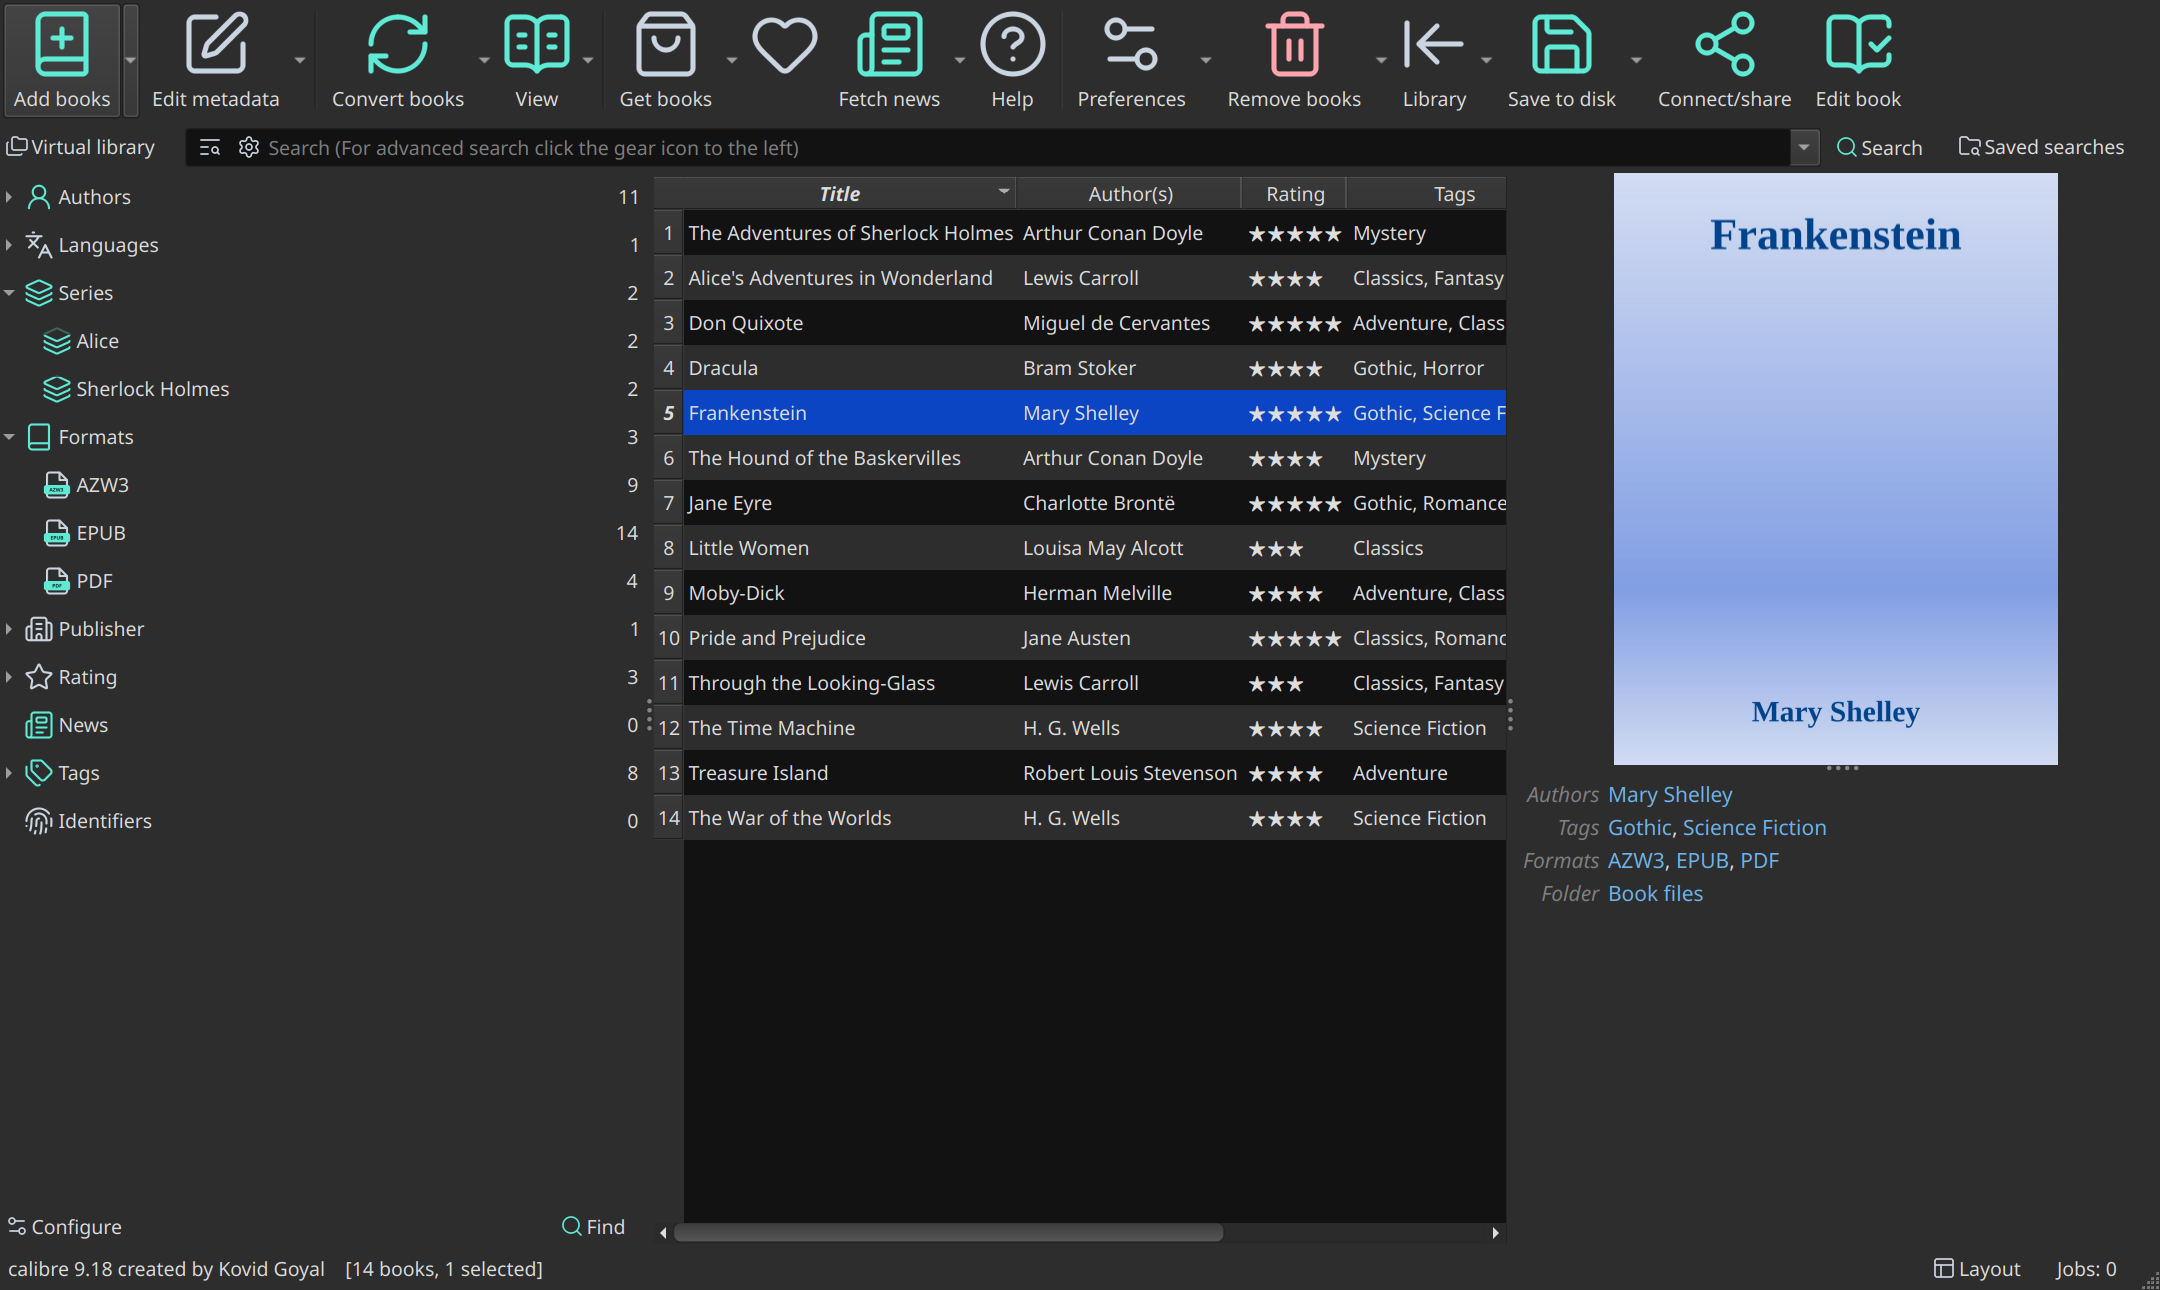 Add books Edit metadata Convert books View Get books Fetch news Help Preferences Remove books Library Save to disk Connect/share Edit book
Virtual library Search (For advanced search click the gear icon to the left) Search Saved searches
Authors 11
Languages 1
Series 2
Alice 2
Sherlock Holmes 2
Formats 3
AZW3 9
EPUB 14
PDF 4
Publisher 1
Rating 3
News 0
Tags 8
Identifiers 0
Configure Find
Title Author(s) Rating Tags
1 The Adventures of Sherlock Holmes Arthur Conan Doyle ★★★★★ Mystery
2 Alice's Adventures in Wonderland Lewis Carroll ★★★★ Classics, Fantasy
3 Don Quixote Miguel de Cervantes ★★★★★ Adventure, Class
4 Dracula Bram Stoker ★★★★ Gothic, Horror
5 Frankenstein Mary Shelley ★★★★★ Gothic, Science F
6 The Hound of the Baskervilles Arthur Conan Doyle ★★★★ Mystery
7 Jane Eyre Charlotte Brontë ★★★★★ Gothic, Romance
8 Little Women Louisa May Alcott ★★★ Classics
9 Moby-Dick Herman Melville ★★★★ Adventure, Class
10 Pride and Prejudice Jane Austen ★★★★★ Classics, Romanc
11 Through the Looking-Glass Lewis Carroll ★★★ Classics, Fantasy
12 The Time Machine H. G. Wells ★★★★ Science Fiction
13 Treasure Island Robert Louis Stevenson ★★★★ Adventure
14 The War of the Worlds H. G. Wells ★★★★ Science Fiction
Frankenstein
Mary Shelley
Authors Mary Shelley
Tags Gothic, Science Fiction
Formats AZW3, EPUB, PDF
Folder Book files
calibre 9.18 created by Kovid Goyal [14 books, 1 selected] Layout Jobs: 0